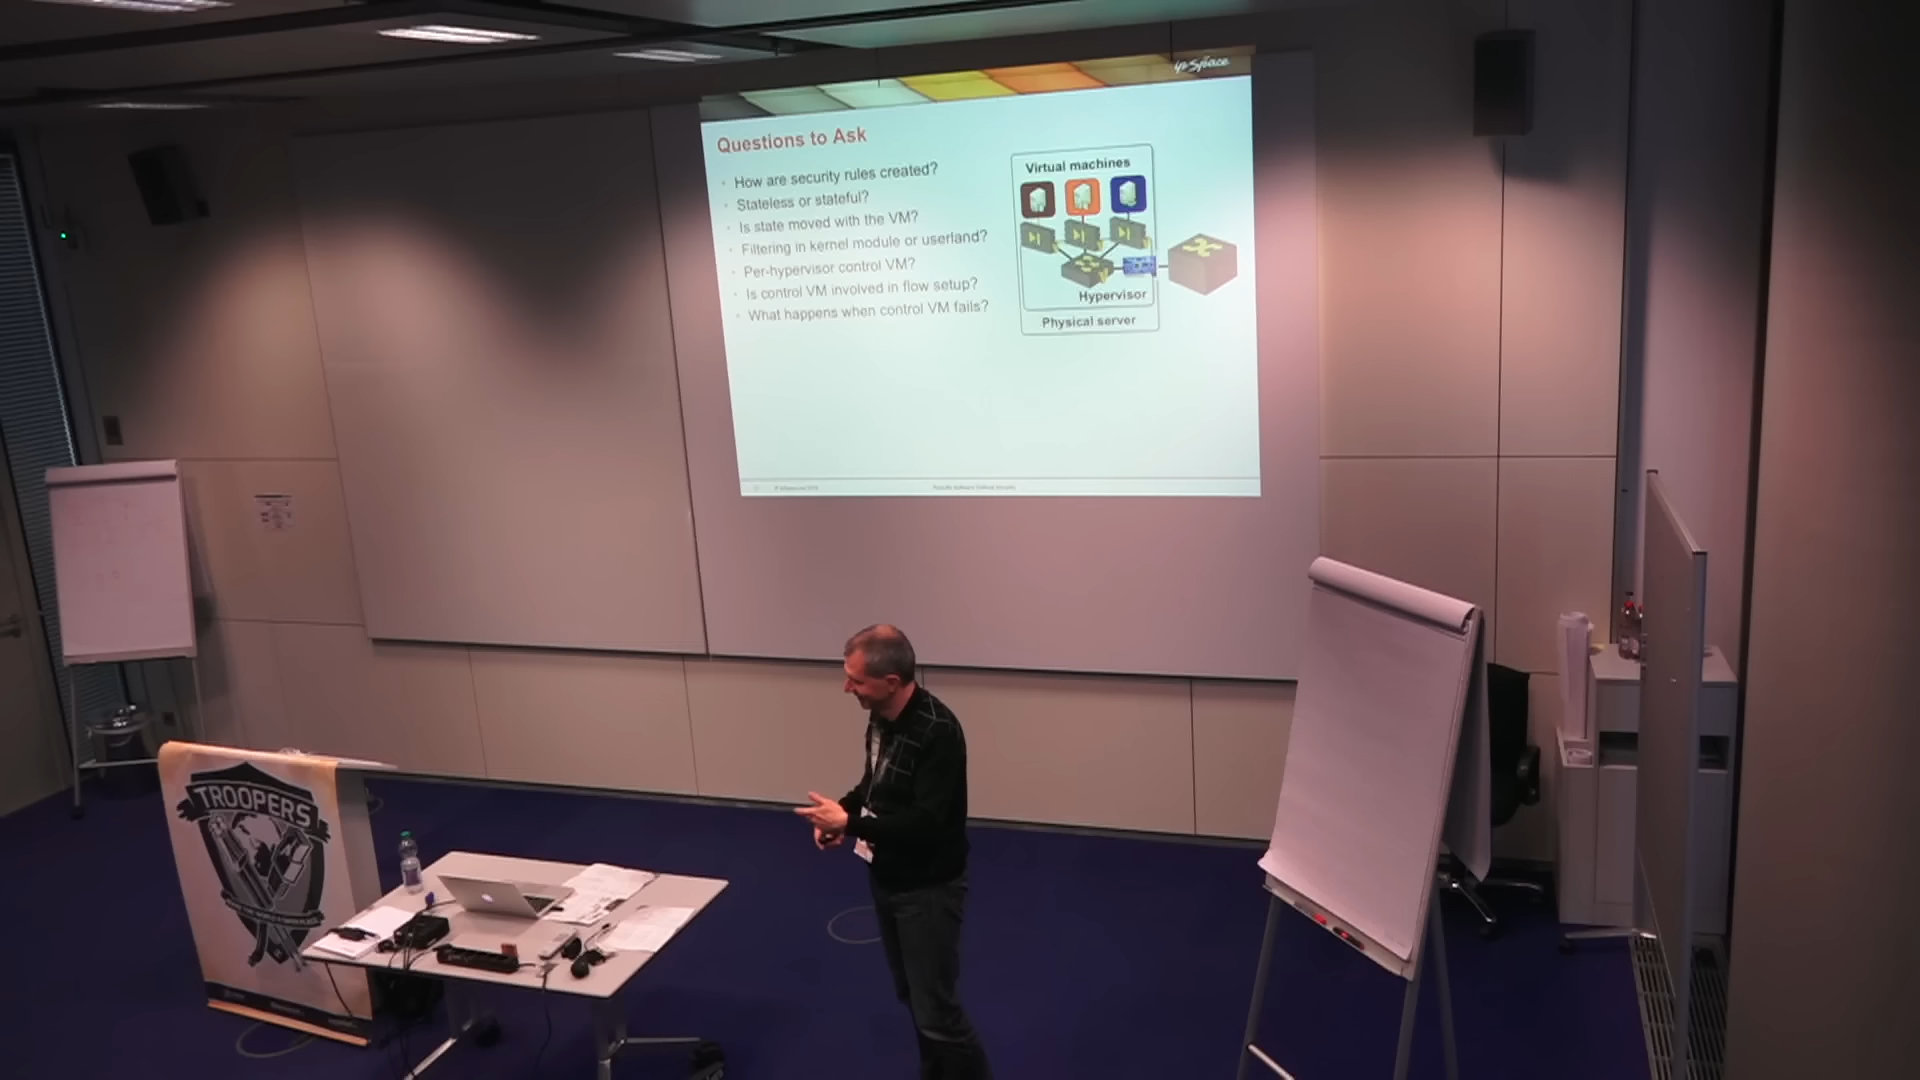 ipSpace
Questions to Ask
How are security rules created?
Stateless or stateful?
Is state moved with the VM?
Filtering in kernel module or userland?
Per-hypervisor control VM?
Is control VM involved in flow setup?
What happens when control VM fails?
Virtual machines
Hypervisor
Physical server
TROOPERS